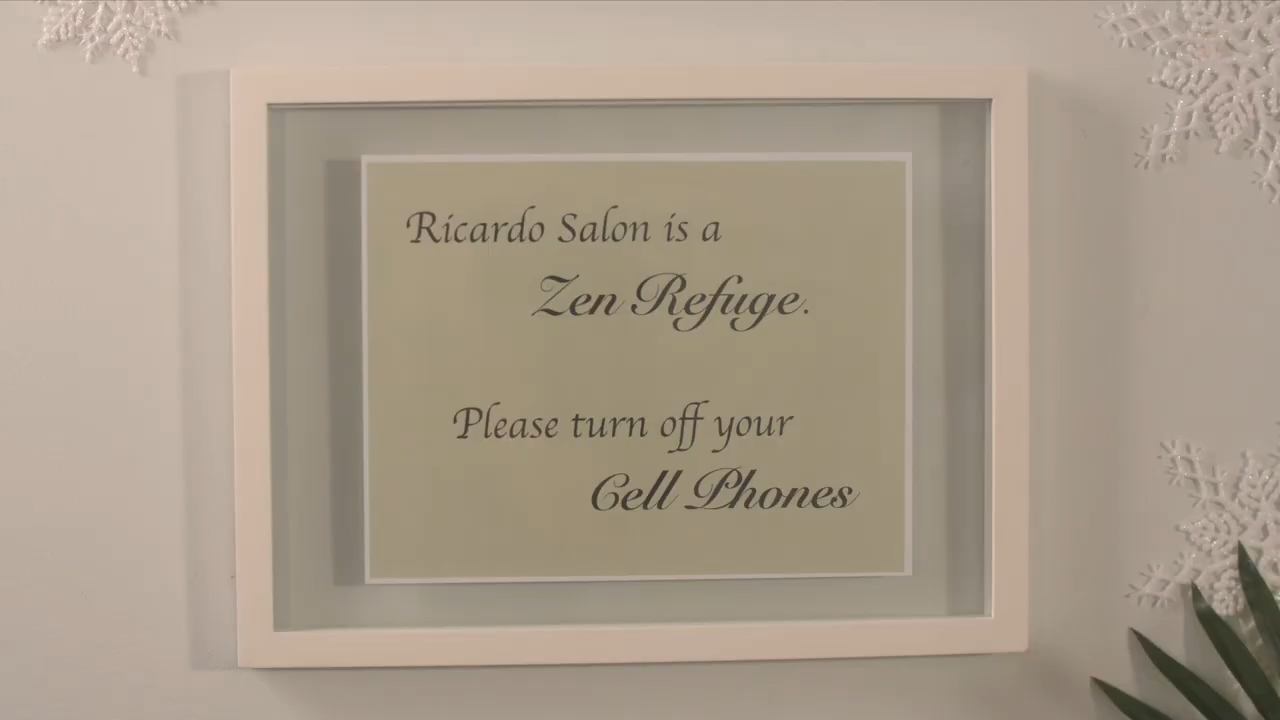 Ricardo Salon is a
Zen Refuge.
Please turn off your
Cell Phones